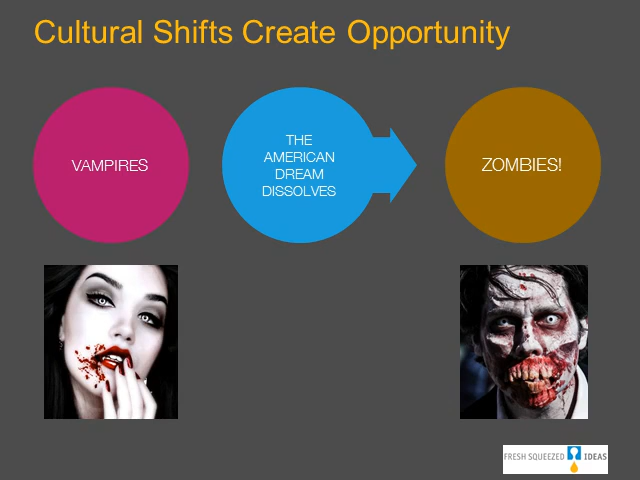 Cultural Shifts Create Opportunity
VAMPIRES
THE
AMERICAN
DREAM
DISSOLVES
ZOMBIES!
FRESH SQUEEZED IDEAS